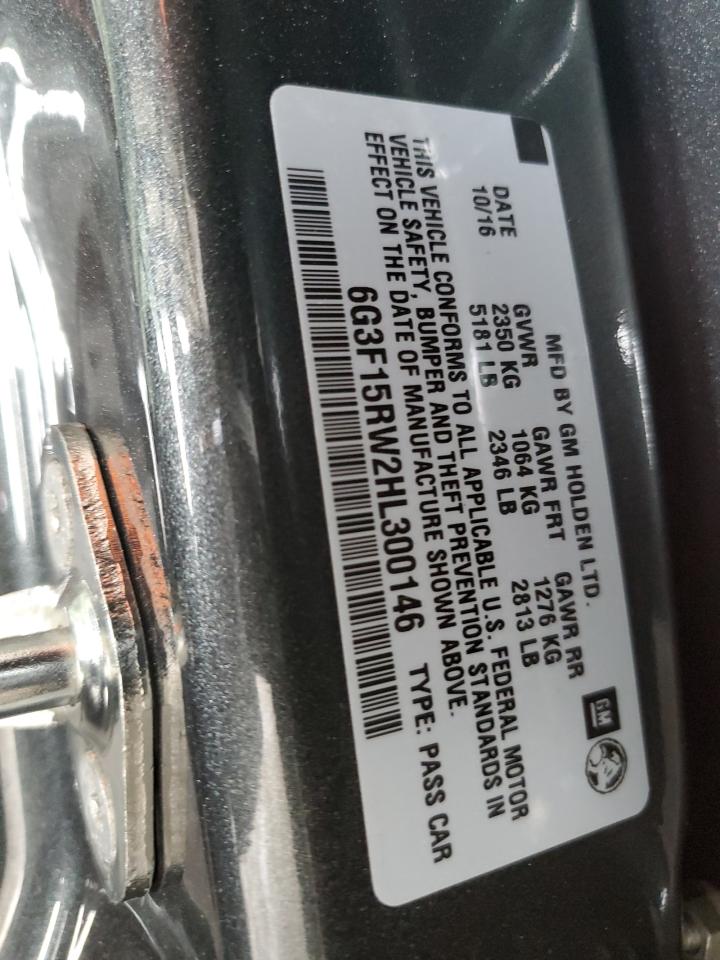 MFD BY GM HOLDEN LTD.
GM
DATE GVWR GAWR FRT GAWR RR
10/16 2350 KG 1064 KG 1276 KG
5181 LB 2346 LB 2813 LB
THIS VEHICLE CONFORMS TO ALL APPLICABLE U.S. FEDERAL MOTOR
VEHICLE SAFETY, BUMPER AND THEFT PREVENTION STANDARDS IN
EFFECT ON THE DATE OF MANUFACTURE SHOWN ABOVE.
6G3F15RW2HL300146 TYPE: PASS CAR